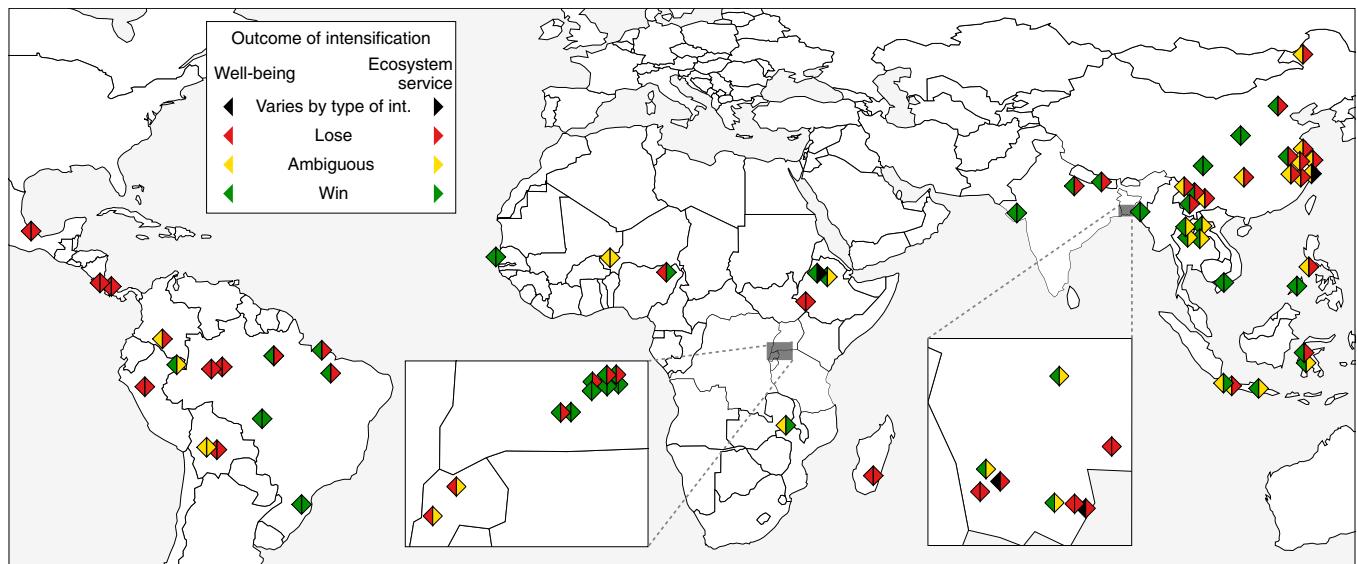 Outcome of intensification
Well-being
Ecosystem
service
Varies by type of int.
Lose
Ambiguous
Win